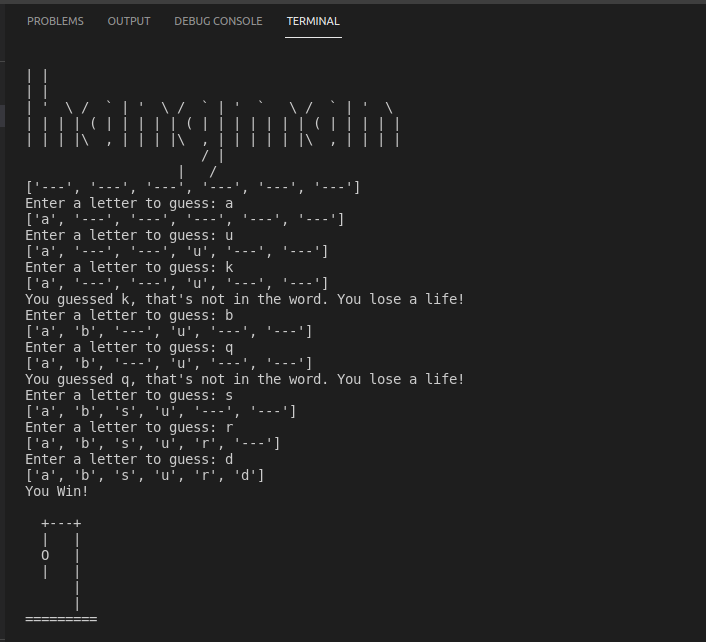 PROBLEMS OUTPUT DEBUG CONSOLE TERMINAL
| |
| |
| '  \ /  ` | '  \ /  ` | '  `   \ /  ` | '  \
| | | | ( | | | | | ( | | | | | | | ( | | | | |
| | | |\  , | | | |\  , | | | | | |\  , | | | |
                      / |
                   |   /
['---', '---', '---', '---', '---', '---']
Enter a letter to guess: a
['a', '---', '---', '---', '---', '---']
Enter a letter to guess: u
['a', '---', '---', 'u', '---', '---']
Enter a letter to guess: k
['a', '---', '---', 'u', '---', '---']
You guessed k, that's not in the word. You lose a life!
Enter a letter to guess: b
['a', 'b', '---', 'u', '---', '---']
Enter a letter to guess: q
['a', 'b', '---', 'u', '---', '---']
You guessed q, that's not in the word. You lose a life!
Enter a letter to guess: s
['a', 'b', 's', 'u', '---', '---']
Enter a letter to guess: r
['a', 'b', 's', 'u', 'r', '---']
Enter a letter to guess: d
['a', 'b', 's', 'u', 'r', 'd']
You Win!
  +---+
  |   |
  O   |
  |   |
      |
      |
=========